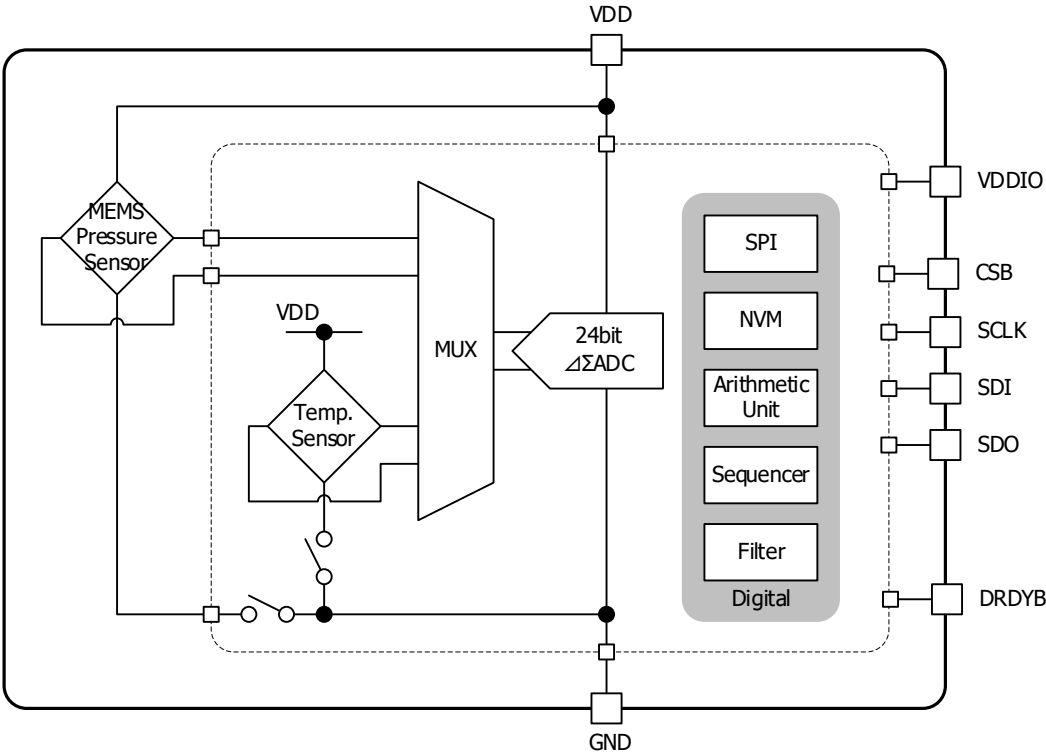 VDD
VDDIO
MEMS
Pressure
Sensor
SPI
CSB
VDD
NVM
SCLK
MUX
24bit
⊿ΣADC
Arithmetic
Unit
SDI
Temp.
Sensor
SDO
Sequencer
Filter
Digital
DRDYB
GND